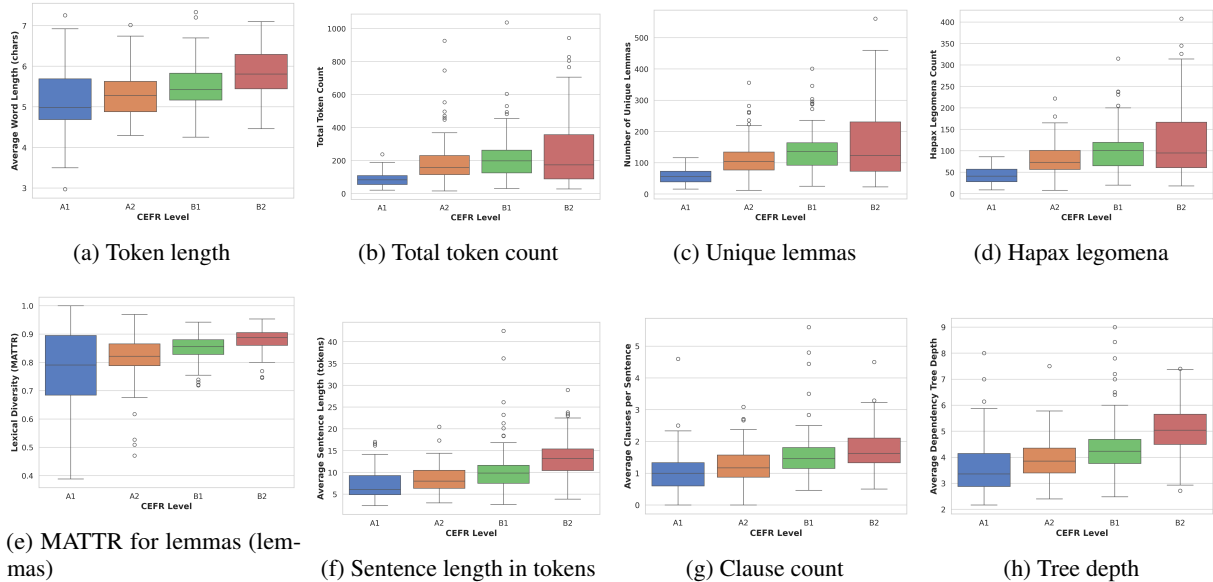 Average Word Length (chars)
7
6
5
4
3
A1 A2 B1 B2
CEFR Level
(a) Token length
Total Token Count
1000
800
600
400
200
0
A1 A2 B1 B2
CEFR Level
(b) Total token count
Number of Unique Lemmas
500
400
300
200
100
0
A1 A2 B1 B2
CEFR Level
(c) Unique lemmas
Hapax Legomena Count
400
350
300
250
200
150
100
50
0
A1 A2 B1 B2
CEFR Level
(d) Hapax legomena
Lexical Diversity (MATTR)
1.0
0.9
0.8
0.7
0.6
0.5
0.4
A1 A2 B1 B2
CEFR Level
(e) MATTR for lemmas (lem-
mas)
Average Sentence Length (tokens)
40
35
30
25
20
15
10
5
A1 A2 B1 B2
CEFR Level
(f) Sentence length in tokens
Average Clauses per Sentence
5
4
3
2
1
0
A1 A2 B1 B2
CEFR Level
(g) Clause count
Average Dependency Tree Depth
9
8
7
6
5
4
3
2
A1 A2 B1 B2
CEFR Level
(h) Tree depth